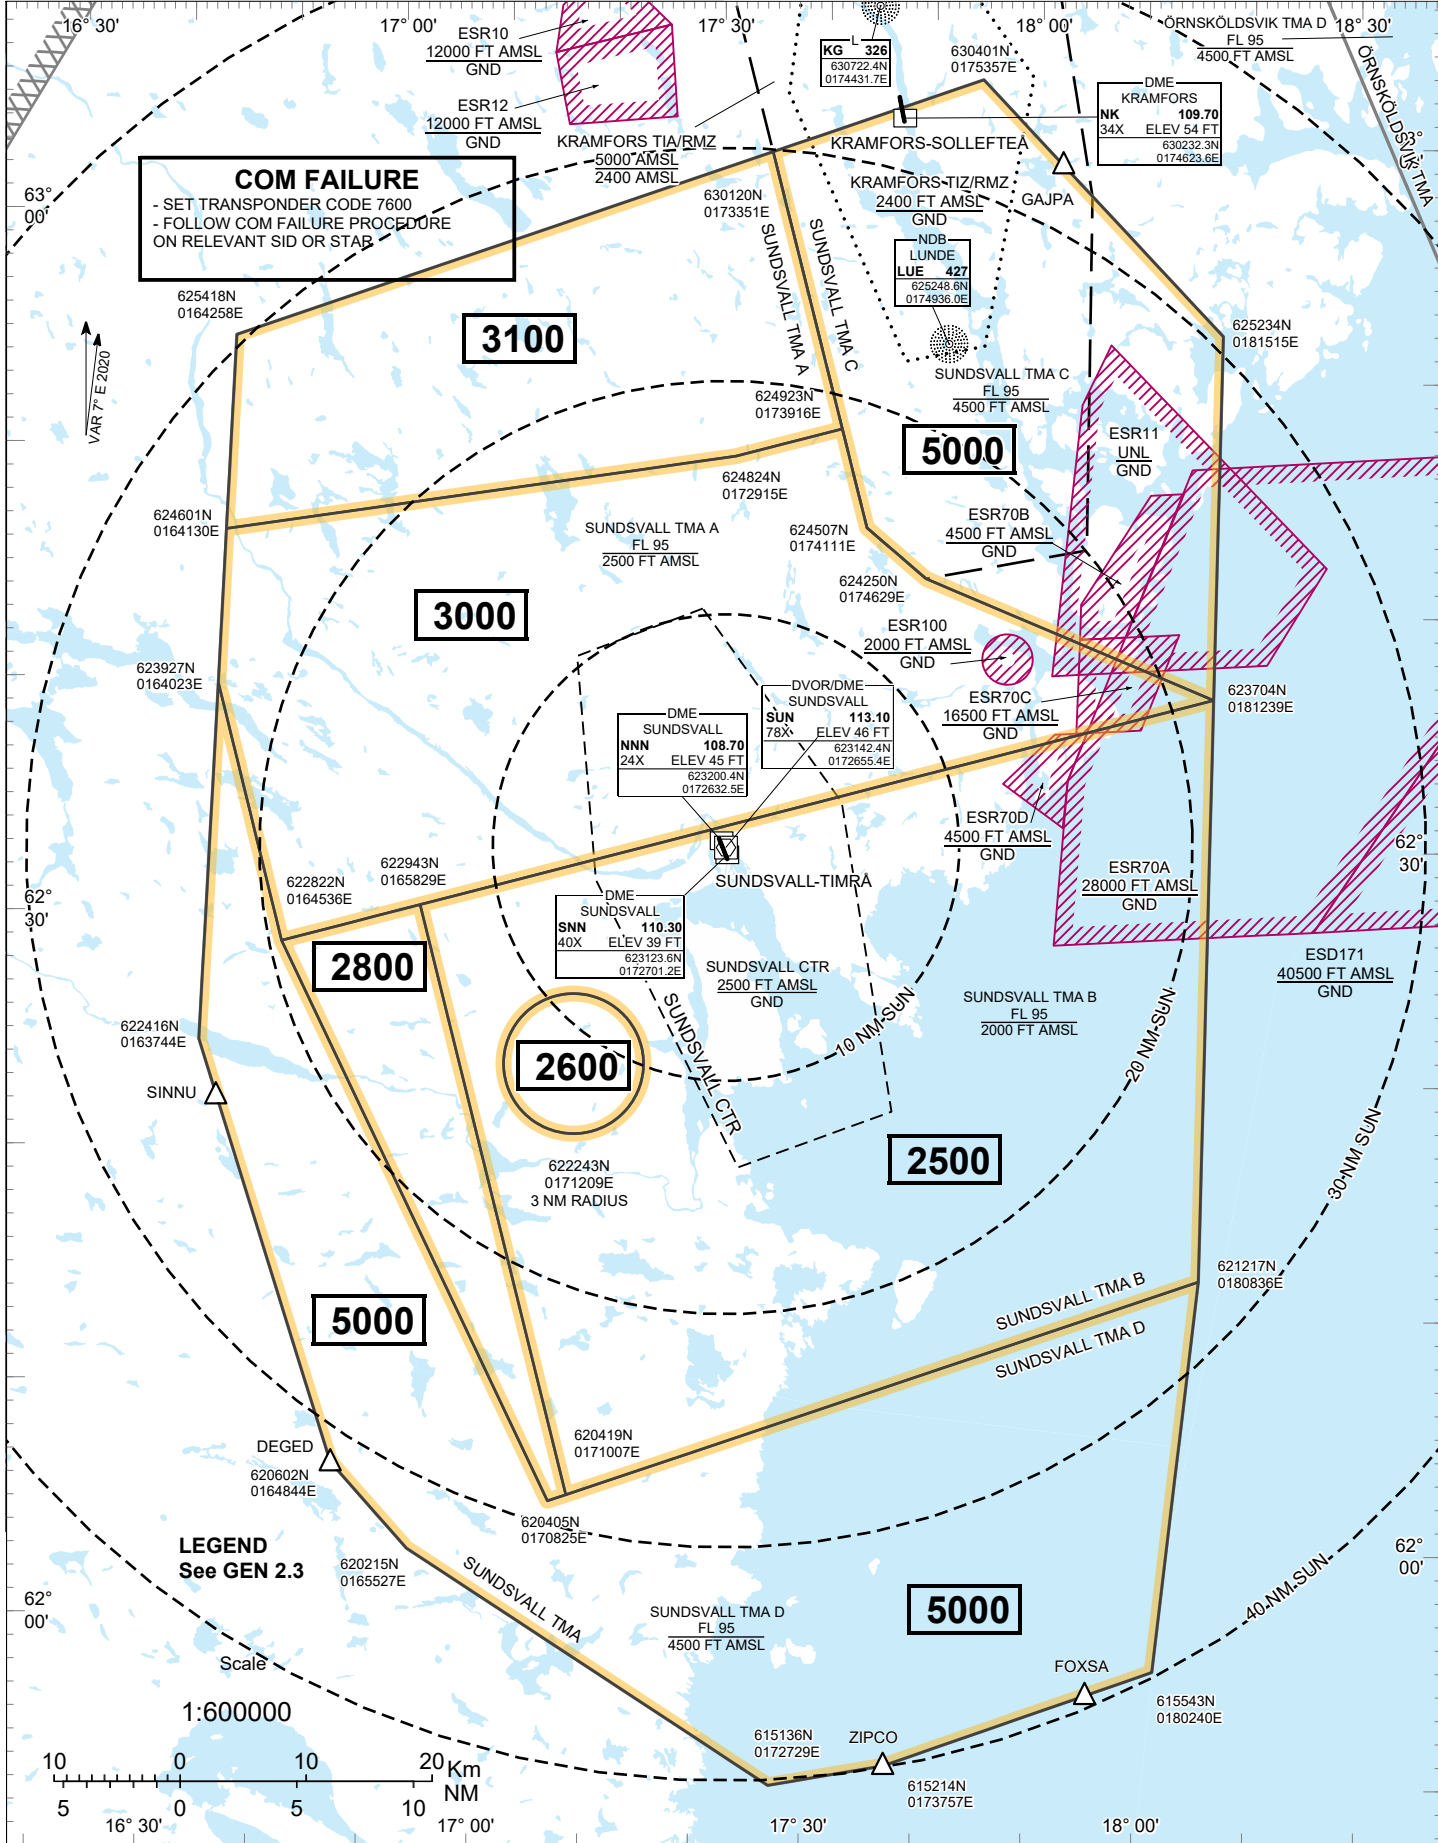 16° 30'
17° 00'
17° 30'
18° 00'
18° 30'
ESR10
12000 FT AMSL
GND
ESR12
12000 FT AMSL
GND
L
KG 326
630722.4N
0174431.7E
630401N
0175357E
ÖRNSKÖLDSVIK TMA D
FL 95
4500 FT AMSL
ÖRNSKÖLDSVIK TMA
DME
KRAMFORS
NK 109.70
34X ELEV 54 FT
630232.3N
0174623.6E
3°
KRAMFORS TIA/RMZ
5000 AMSL
2400 AMSL
KRAMFORS-SOLLEFTEÅ
COM FAILURE
- SET TRANSPONDER CODE 7600
- FOLLOW COM FAILURE PROCEDURE
ON RELEVANT SID OR STAR
63°
00'
630120N
0173351E
KRAMFORS TIZ/RMZ
2400 FT AMSL
GND
GAJPA
SUNDSVALL TMA A
SUNDSVALL TMA C
NDB
LUNDE
LUE 427
625248.6N
0174936.0E
625418N
0164258E
3100
625234N
0181515E
VAR 7° E 2020
SUNDSVALL TMA C
FL 95
4500 FT AMSL
624923N
0173916E
5000
ESR11
UNL
GND
624824N
0172915E
624601N
0164130E
SUNDSVALL TMA A
FL 95
2500 FT AMSL
624507N
0174111E
ESR70B
4500 FT AMSL
GND
624250N
0174629E
3000
ESR100
2000 FT AMSL
GND
623927N
0164023E
ESR70C
16500 FT AMSL
GND
623704N
0181239E
DVOR/DME
SUNDSVALL
SUN 113.10
78X ELEV 46 FT
623142.4N
0172655.4E
DME
SUNDSVALL
NNN 108.70
24X ELEV 45 FT
623200.4N
0172632.5E
ESR70D
4500 FT AMSL
GND
62°
30'
622943N
0165829E
622822N
0164536E
SUNDSVALL-TIMRÅ
ESR70A
28000 FT AMSL
GND
62°
30'
DME
SUNDSVALL
SNN 110.30
40X ELEV 39 FT
623123.6N
0172701.2E
2800
SUNDSVALL CTR
2500 FT AMSL
GND
ESD171
40500 FT AMSL
GND
SUNDSVALL TMA B
FL 95
2000 FT AMSL
622416N
0163744E
SUNDSVALL CTR
10 NM SUN
20 NM SUN
2600
SINNU
30 NM SUN
2500
622243N
0171209E
3 NM RADIUS
621217N
0180836E
SUNDSVALL TMA B
SUNDSVALL TMA D
5000
620419N
0171007E
DEGED
620602N
0164844E
620405N
0170825E
LEGEND
See GEN 2.3
620215N
0165527E
SUNDSVALL TMA
62°
00'
62°
00'
40 NM SUN
SUNDSVALL TMA D
FL 95
4500 FT AMSL
5000
Scale
1:600000
FOXSA
615543N
0180240E
615136N
0172729E
ZIPCO
615214N
0173757E
10 0 10 20 Km
NM
5 0 5 10
16° 30'
17° 00'
17° 30'
18° 00'